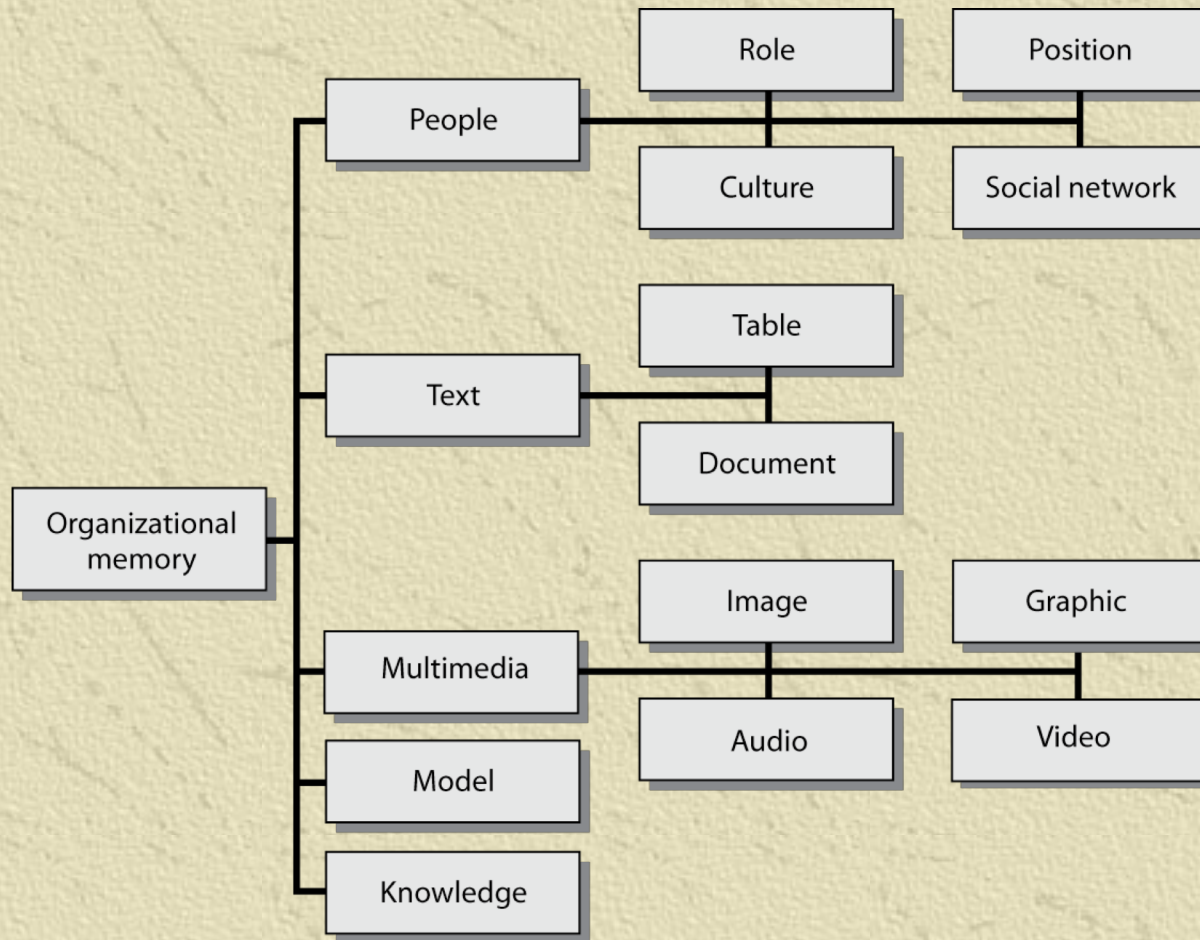 Role
Position
People
Culture
Social network
Table
Text
Document
Organizational
memory
Image
Graphic
Multimedia
Audio
Video
Model
Knowledge